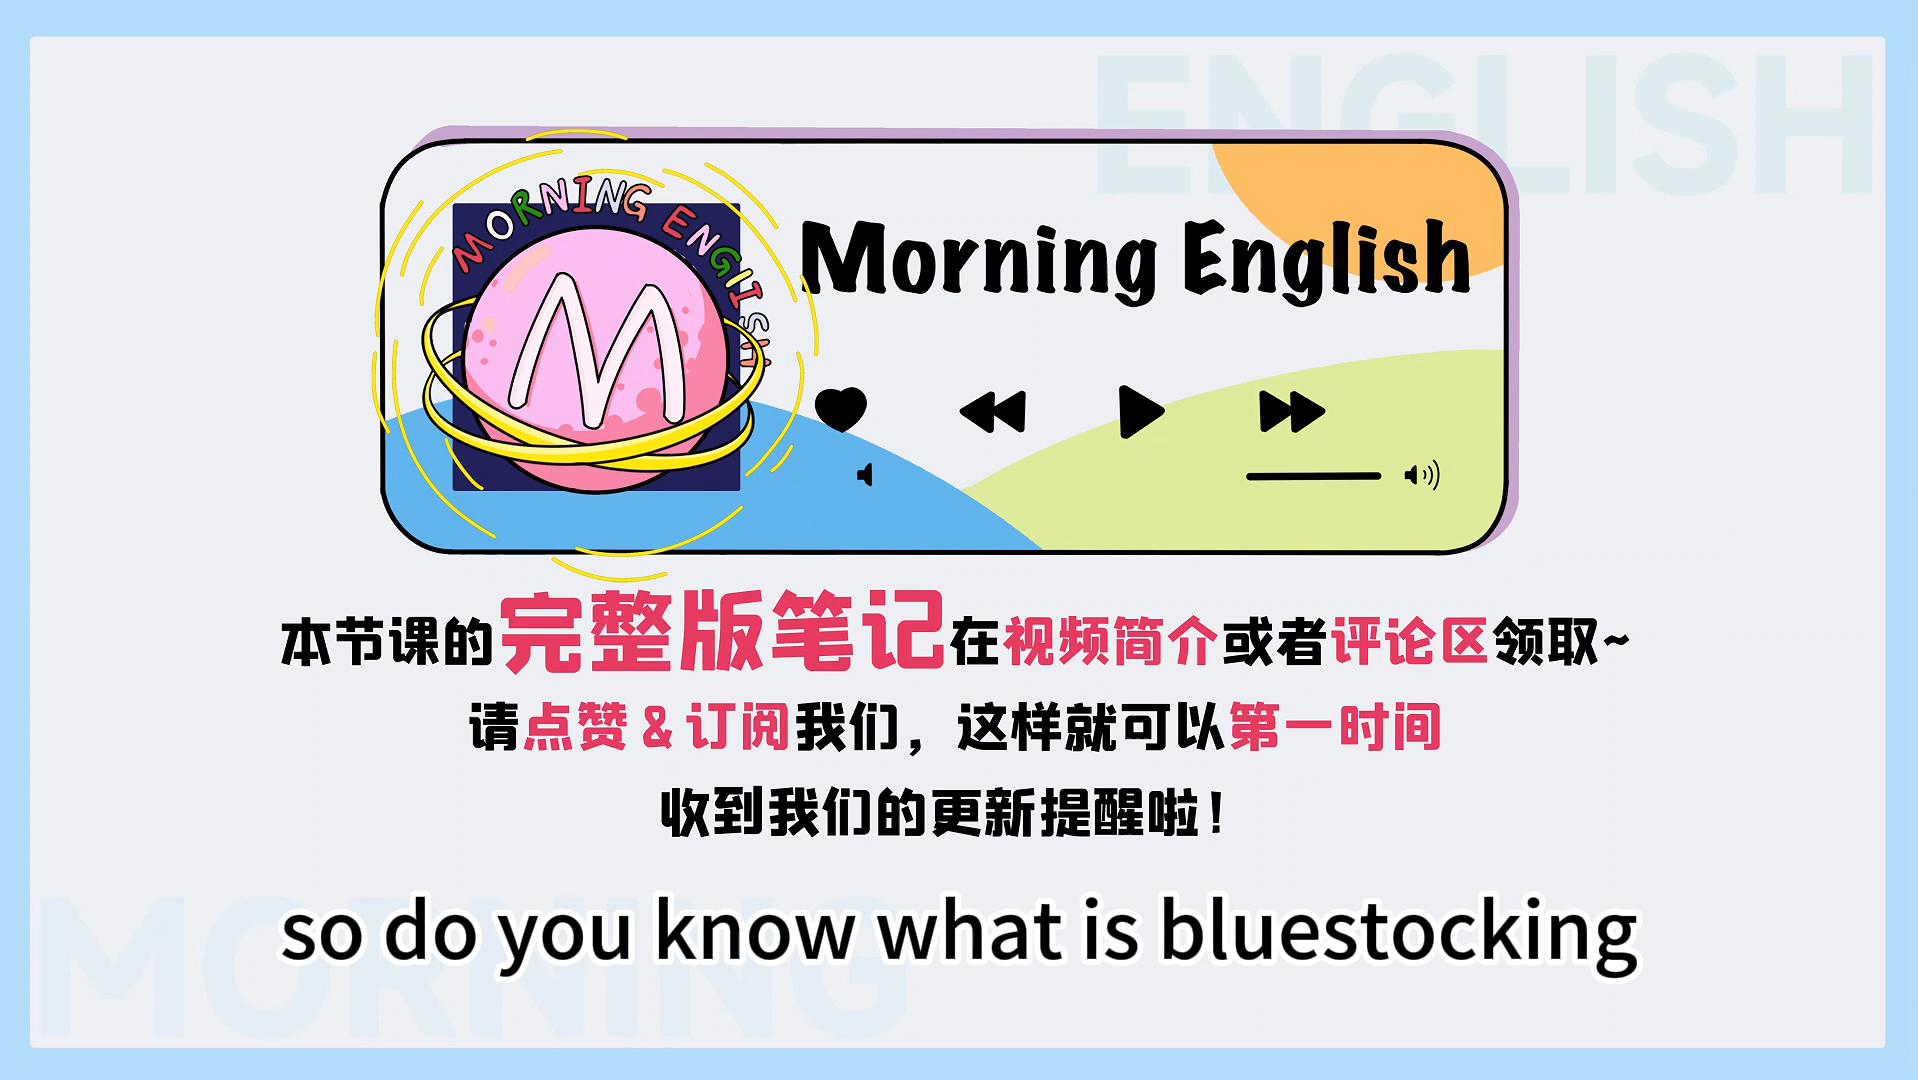 ENGLISH
MORNING ENGLISH
M
Morning English
本节课的完整版笔记在视频简介或者评论区领取~
请点赞&订阅我们，这样就可以第一时间
收到我们的更新提醒啦！
MORNING
so do you know what is bluestocking